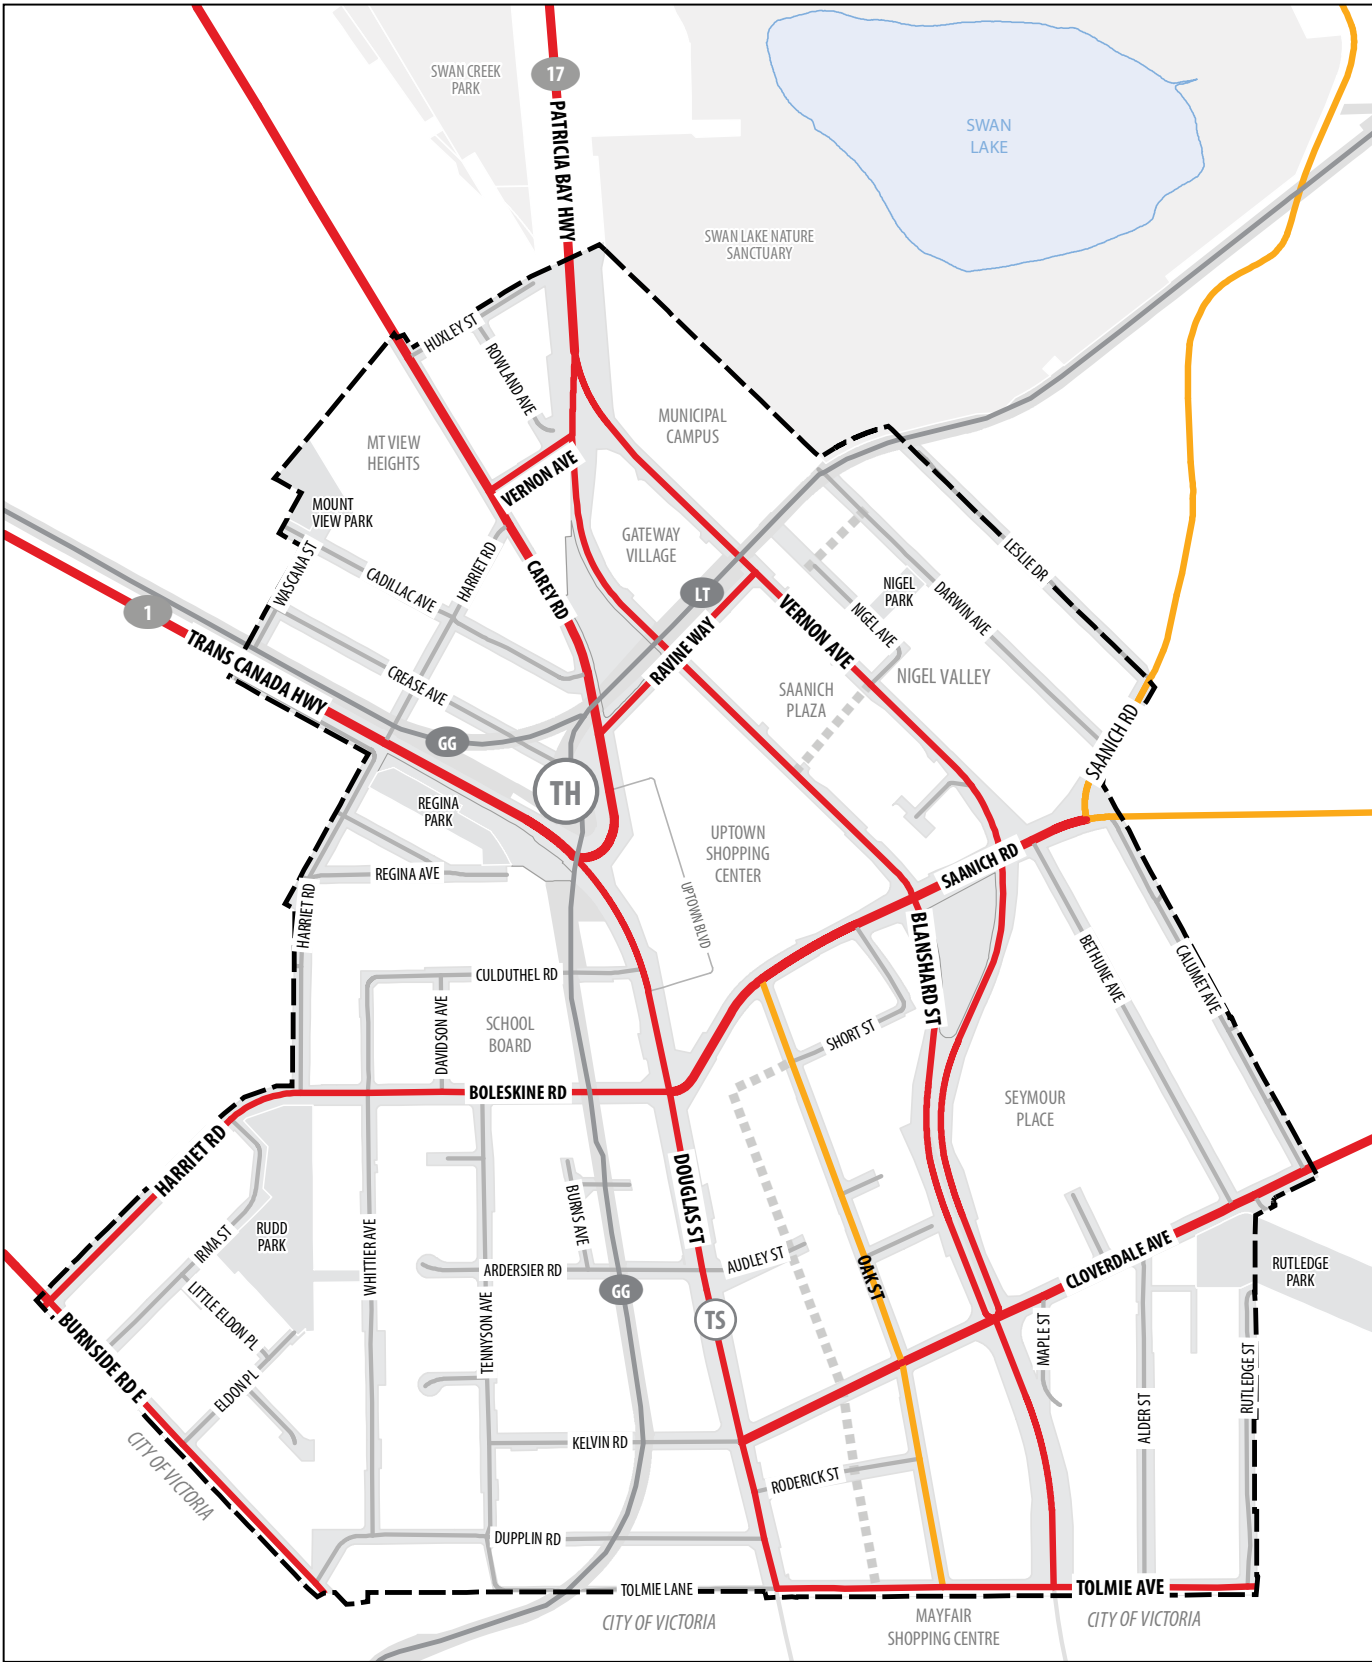 SWAN CREEK
PARK
17
PATRICIA BAY HWY
SWAN
LAKE
SWAN LAKE NATURE
SANCTUARY
HUXLEY ST
ROWLAND AVE
MT VIEW
HEIGHTS
MUNICIPAL
CAMPUS
VERNON AVE
MOUNT
VIEW PARK
GATEWAY
VILLAGE
WASCANA ST
CADILLAC AVE
HARRIET RD
CAREY RD
LT
NIGEL
PARK
LESLIE DR
DARWIN AVE
NIGEL AVE
VERNON AVE
1
TRANS CANADA HWY
CREASE AVE
RAVINE WAY
NIGEL VALLEY
SAANICH
PLAZA
GG
SAANICH RD
TH
REGINA
PARK
UPTOWN
SHOPPING
CENTER
REGINA AVE
SAANICH RD
UPTOWN BLVD
HARRIET RD
BLANSHARD ST
BETHUNE AVE
CALUMET AVE
CULDUTHEL RD
DAVIDSON AVE
SCHOOL
BOARD
SHORT ST
BOLESKINE RD
SEYMOUR
PLACE
HARRIET RD
DOUGLAS ST
RUDD
PARK
IRMA ST
WHITTIER AVE
BURNS AVE
ARDERSIER RD
AUDLEY ST
OAK ST
CLOVERDALE AVE
RUTLEDGE
PARK
GG
TS
LITTLE ELDON PL
TENNYSON AVE
MAPLE ST
BURNSIDE RD E
ELDON PL
ALDER ST
RUTLEDGE ST
KELVIN RD
CITY OF VICTORIA
RODERICK ST
DUPPLIN RD
TOLMIE LANE
TOLMIE AVE
CITY OF VICTORIA
MAYFAIR
SHOPPING CENTRE
CITY OF VICTORIA